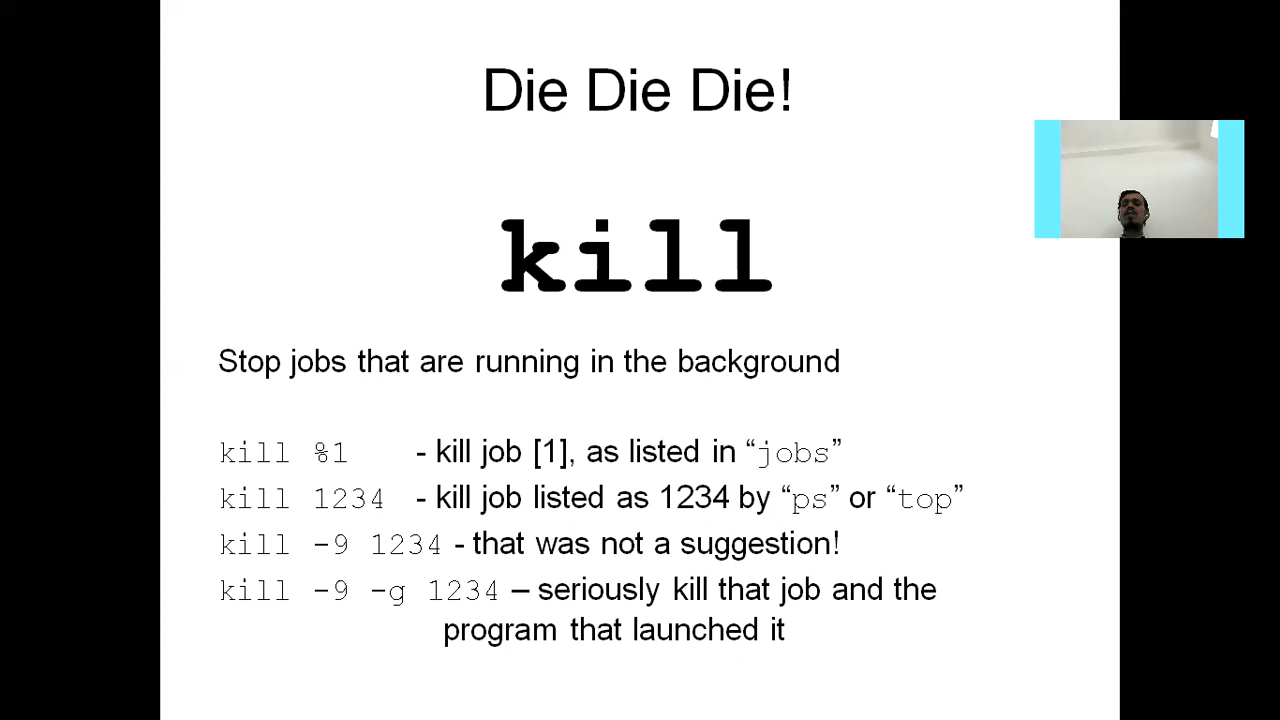 Die Die Die!
kill
Stop jobs that are running in the background
kill %1 - kill job [1], as listed in “jobs”
kill 1234 - kill job listed as 1234 by “ps” or “top”
kill -9 1234 - that was not a suggestion!
kill -9 -g 1234 – seriously kill that job and the
program that launched it